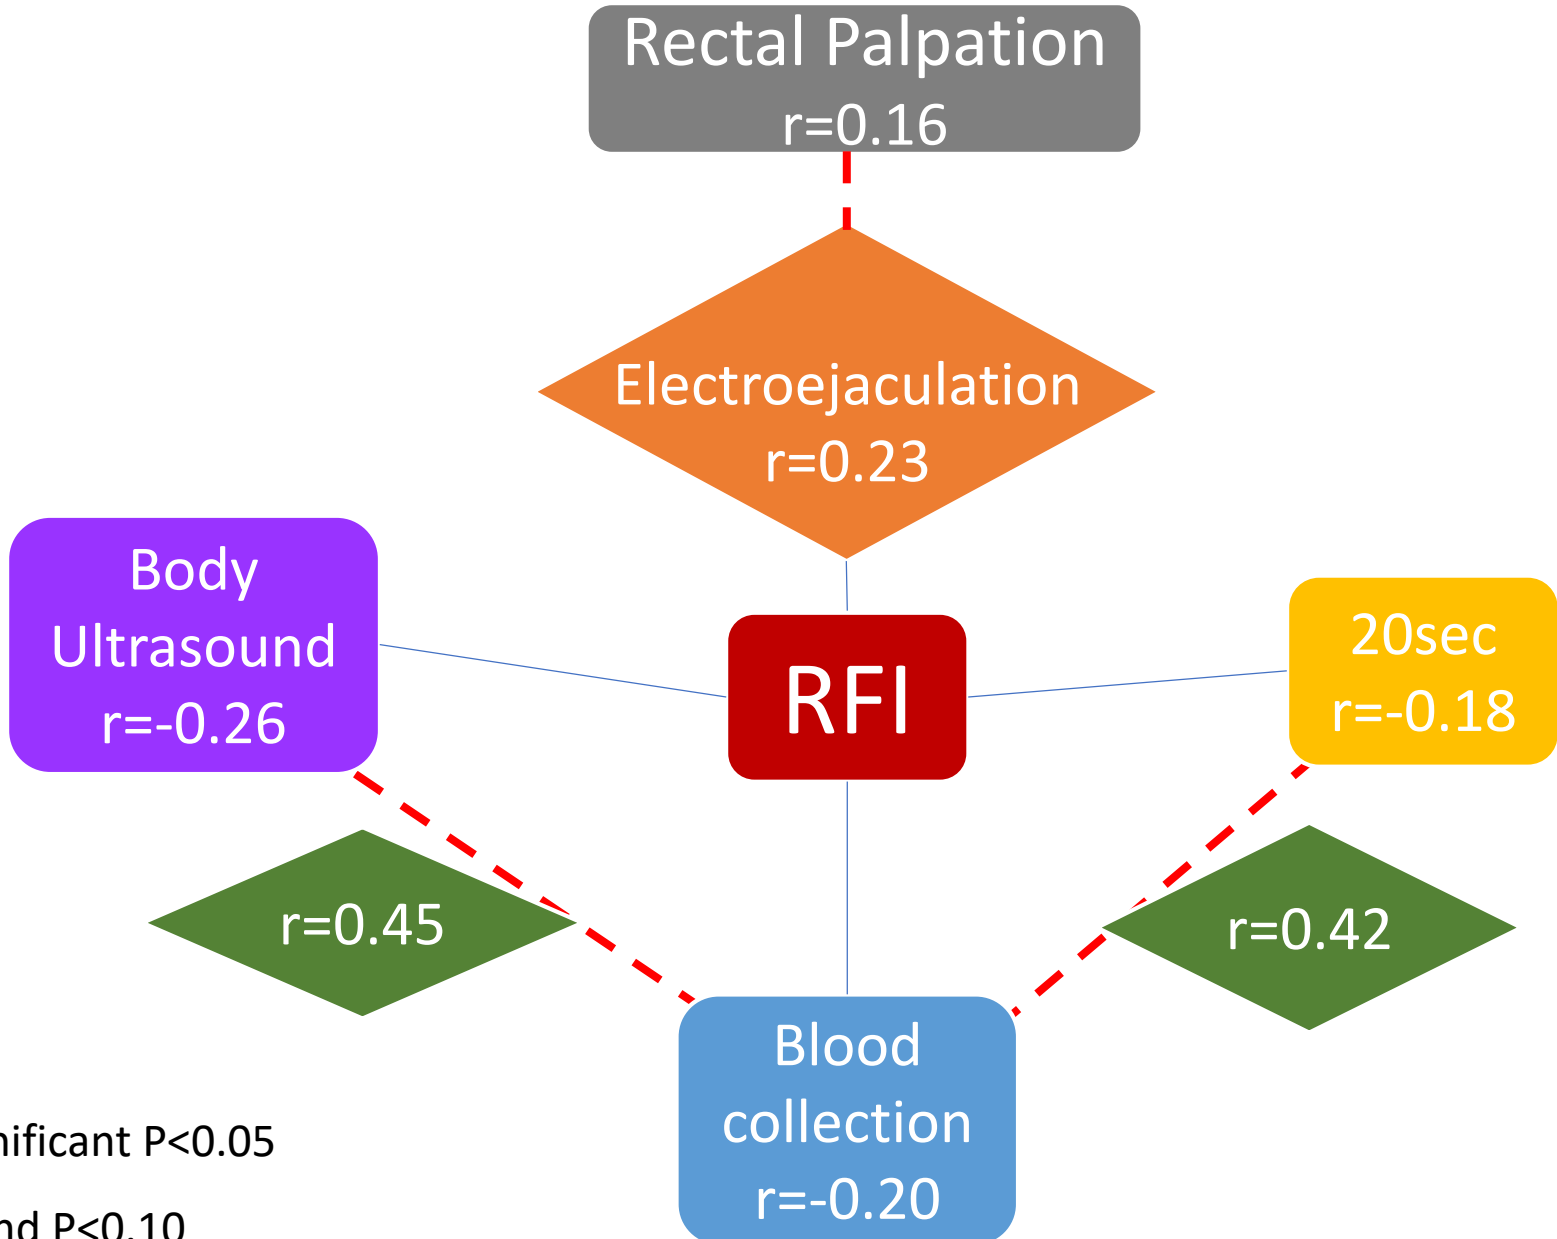 Rectal Palpation
r=0.16
Electroejaculation
r=0.23
Body
Ultrasound
r=-0.26
RFI
20sec
r=-0.18
r=0.45
r=0.42
Blood
collection
r=-0.20
nificant P<0.05
nd P<0.10